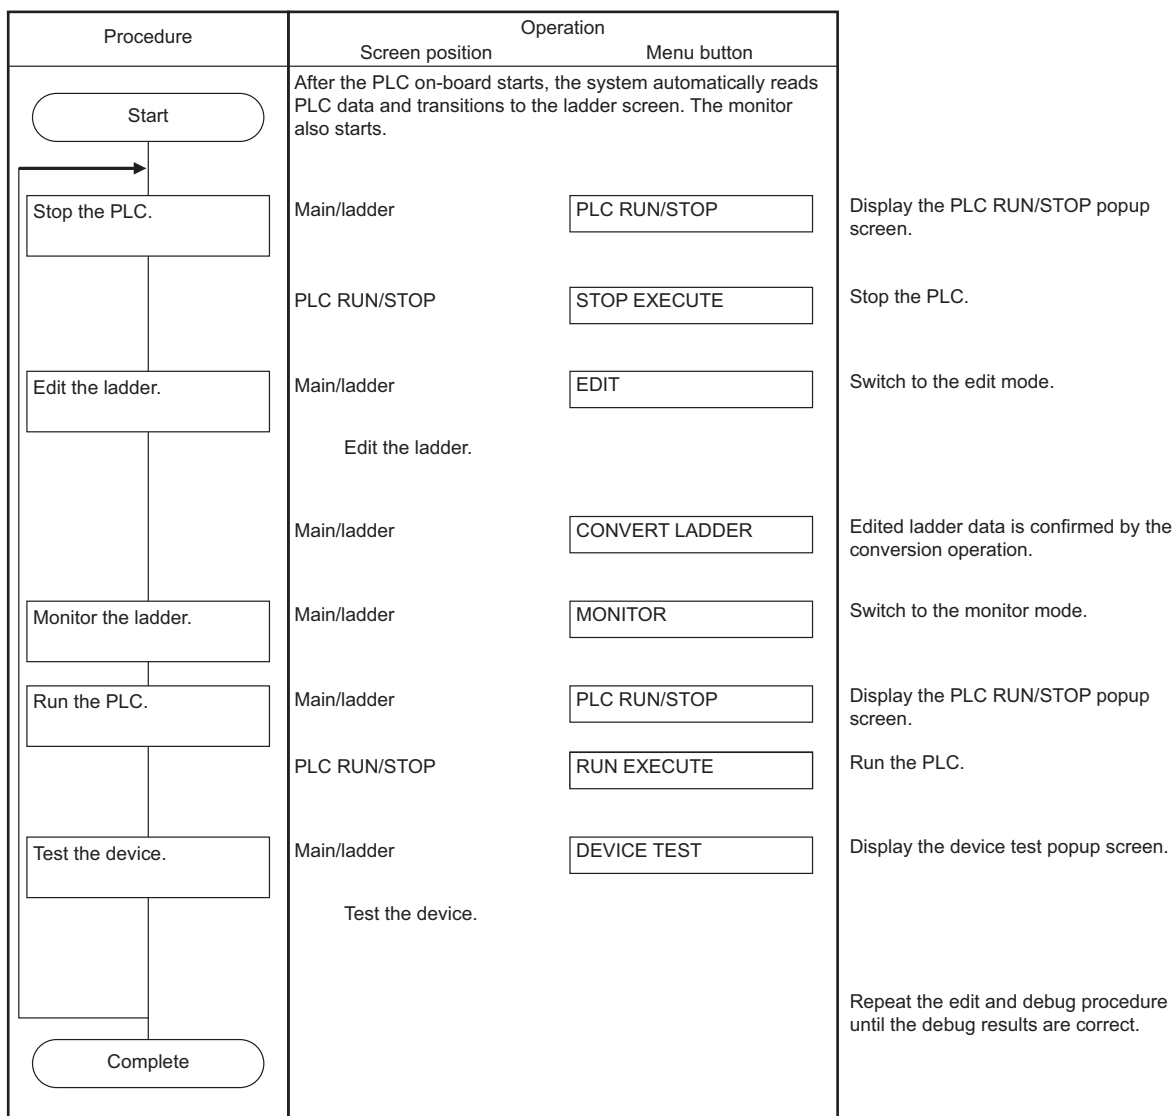 Procedure
Operation
Screen position
Menu button
After the PLC on-board starts, the system automatically reads
PLC data and transitions to the ladder screen. The monitor
also starts.
Start
Stop the PLC.
Main/ladder
PLC RUN/STOP
Display the PLC RUN/STOP popup
screen.
PLC RUN/STOP
STOP EXECUTE
Stop the PLC.
Edit the ladder.
Main/ladder
EDIT
Switch to the edit mode.
Edit the ladder.
Main/ladder
CONVERT LADDER
Edited ladder data is confirmed by the
conversion operation.
Monitor the ladder.
Main/ladder
MONITOR
Switch to the monitor mode.
Run the PLC.
Main/ladder
PLC RUN/STOP
Display the PLC RUN/STOP popup
screen.
PLC RUN/STOP
RUN EXECUTE
Run the PLC.
Test the device.
Main/ladder
DEVICE TEST
Display the device test popup screen.
Test the device.
Repeat the edit and debug procedure
until the debug results are correct.
Complete